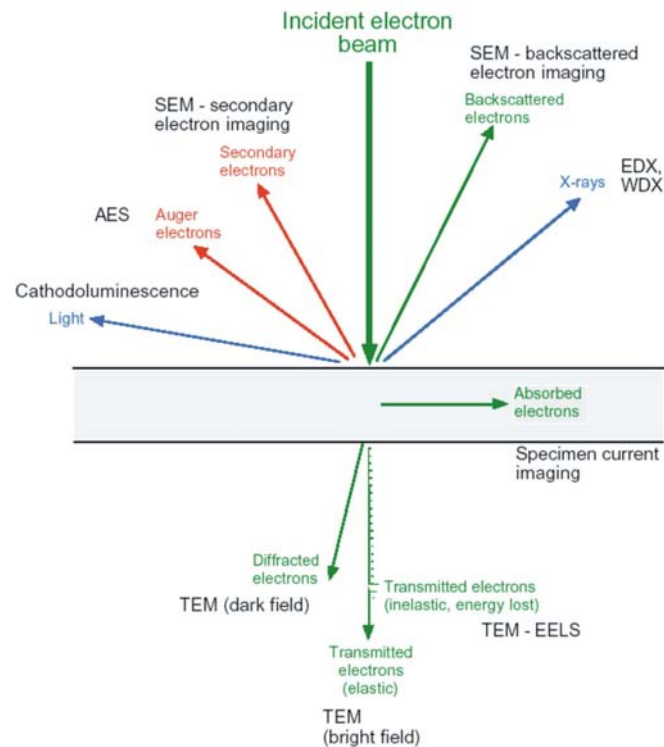 Incident electron
beam
SEM - backscattered
electron imaging
Backscattered
electrons
SEM - secondary
electron imaging
Secondary
electrons
EDX,
WDX
X-rays
AES
Auger
electrons
Cathodoluminescence
Light
Absorbed
electrons
Specimen current
imaging
Diffracted
electrons
TEM (dark field)
Transmitted electrons
(inelastic, energy lost)
TEM - EELS
Transmitted
electrons
(elastic)
TEM
(bright field)